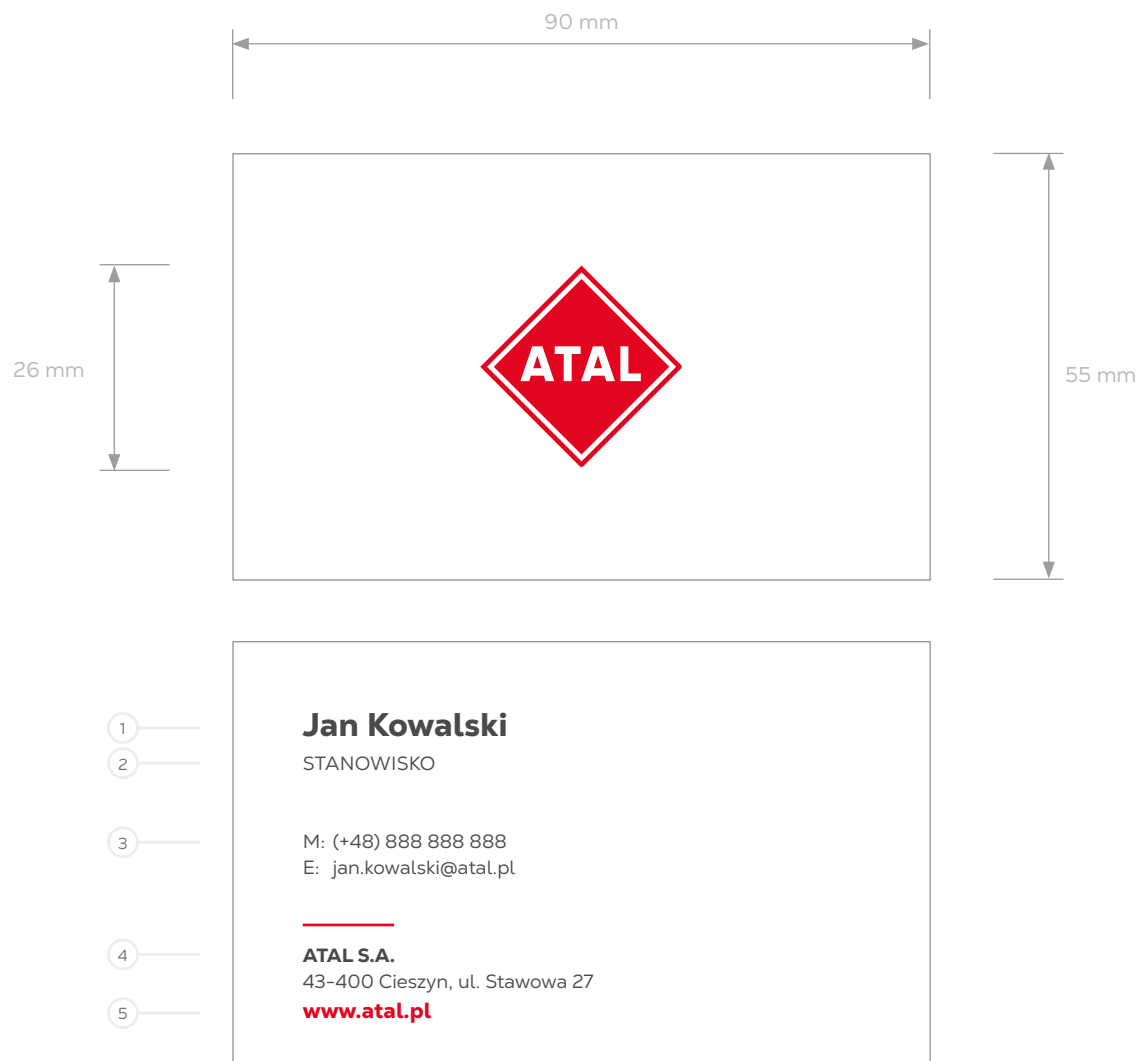 90 mm
26 mm
ATAL
55 mm
1 Jan Kowalski
2 STANOWISKO
3 M: (+48) 888 888 888
E: jan.kowalski@atal.pl
4 ATAL S.A.
43-400 Cieszyn, ul. Stawowa 27
5 www.atal.pl